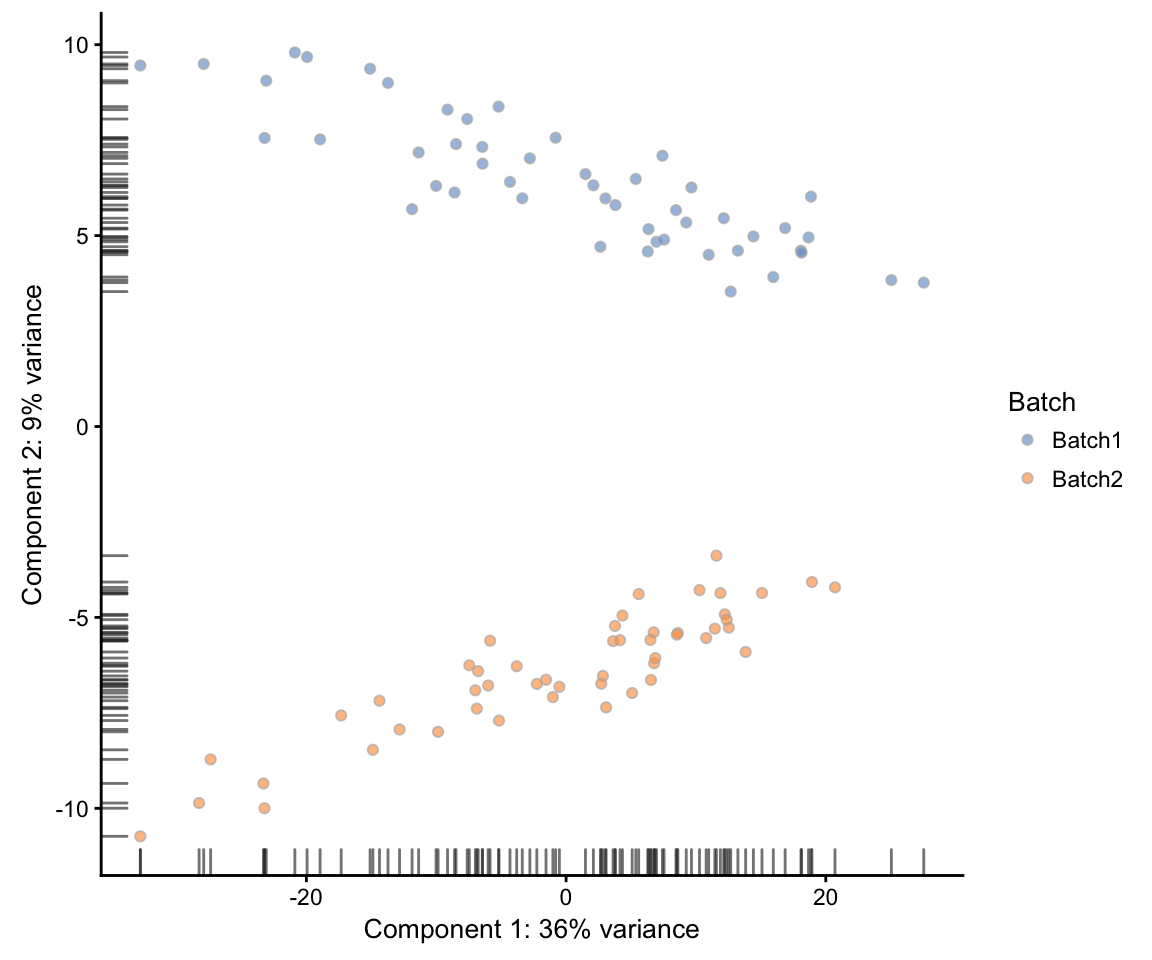 10
5
0
-5
-10
Component 2: 9% variance
-20
0
20
Component 1: 36% variance
Batch
Batch1
Batch2